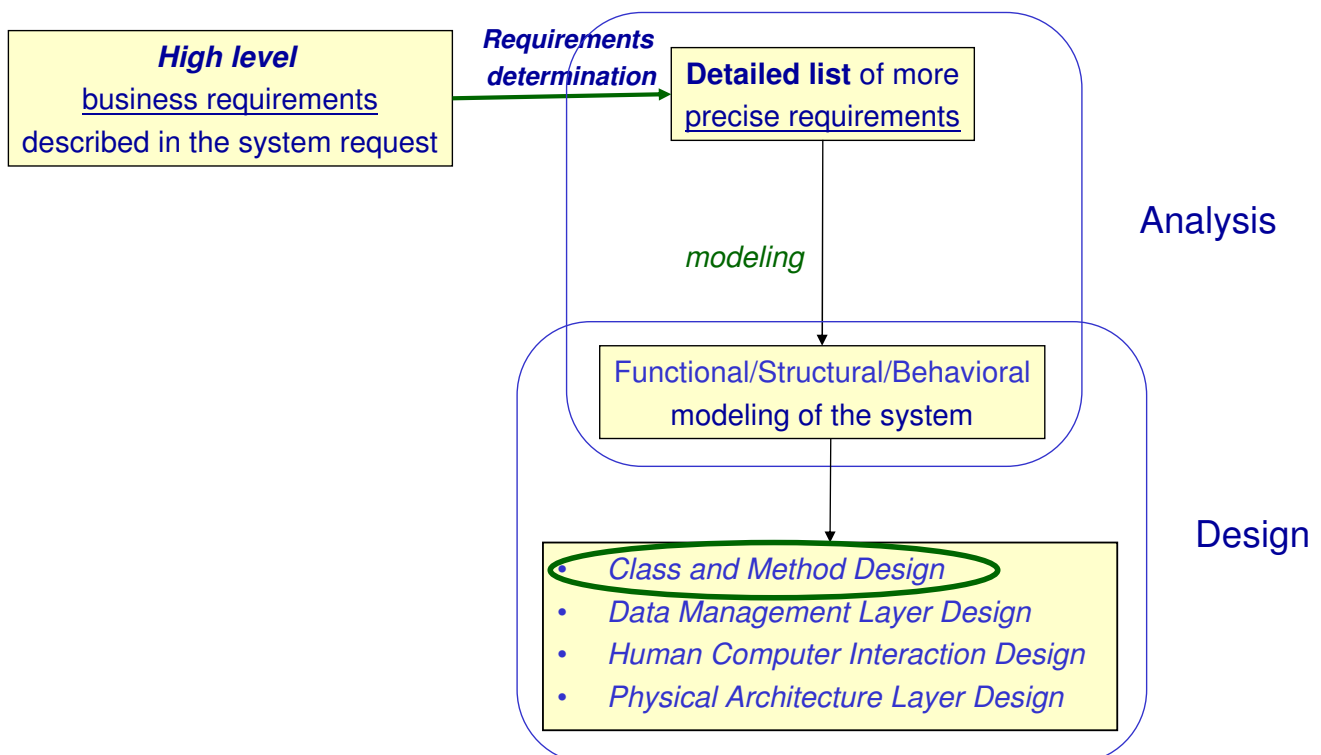 High level
business requirements
described in the system request
Requirements
determination
Detailed list of more
precise requirements
Analysis
modeling
Functional/Structural/Behavioral
modeling of the system
Design
• Class and Method Design
• Data Management Layer Design
• Human Computer Interaction Design
• Physical Architecture Layer Design